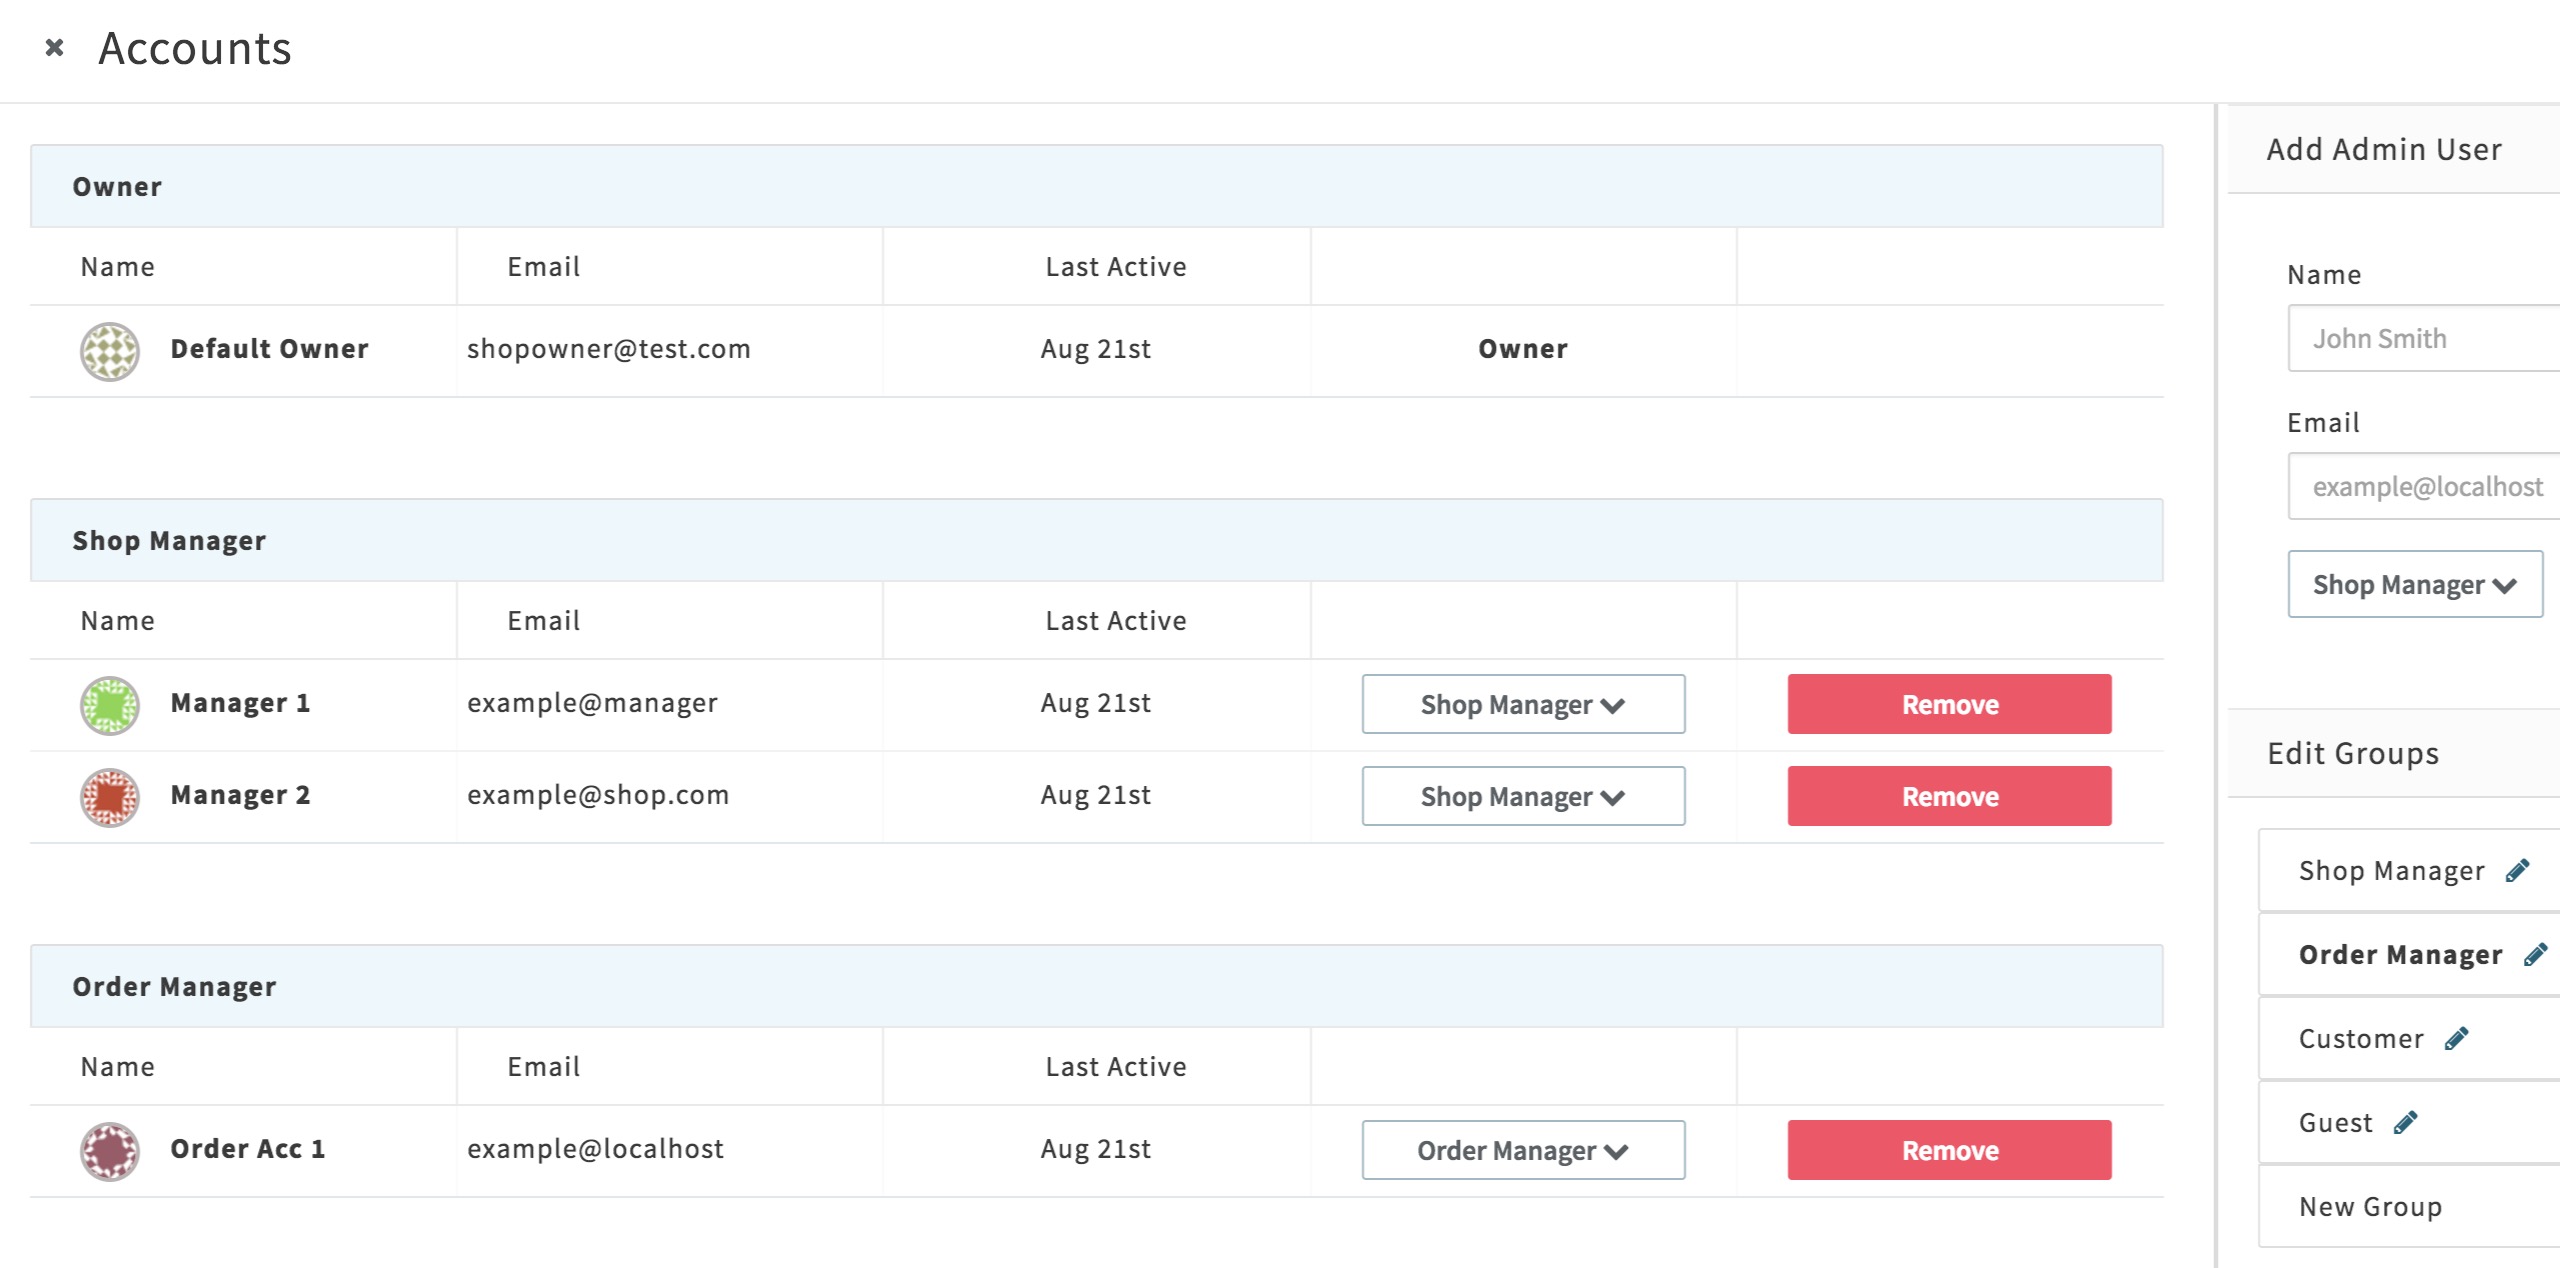 Accounts
Owner
Name Email Last Active
Default Owner shopowner@test.com Aug 21st Owner
Shop Manager
Name Email Last Active
Manager 1 example@manager Aug 21st Shop Manager Remove
Manager 2 example@shop.com Aug 21st Shop Manager Remove
Order Manager
Name Email Last Active
Order Acc 1 example@localhost Aug 21st Order Manager Remove
Add Admin User
Name
John Smith
Email
example@localhost
Shop Manager
Edit Groups
Shop Manager
Order Manager
Customer
Guest
New Group